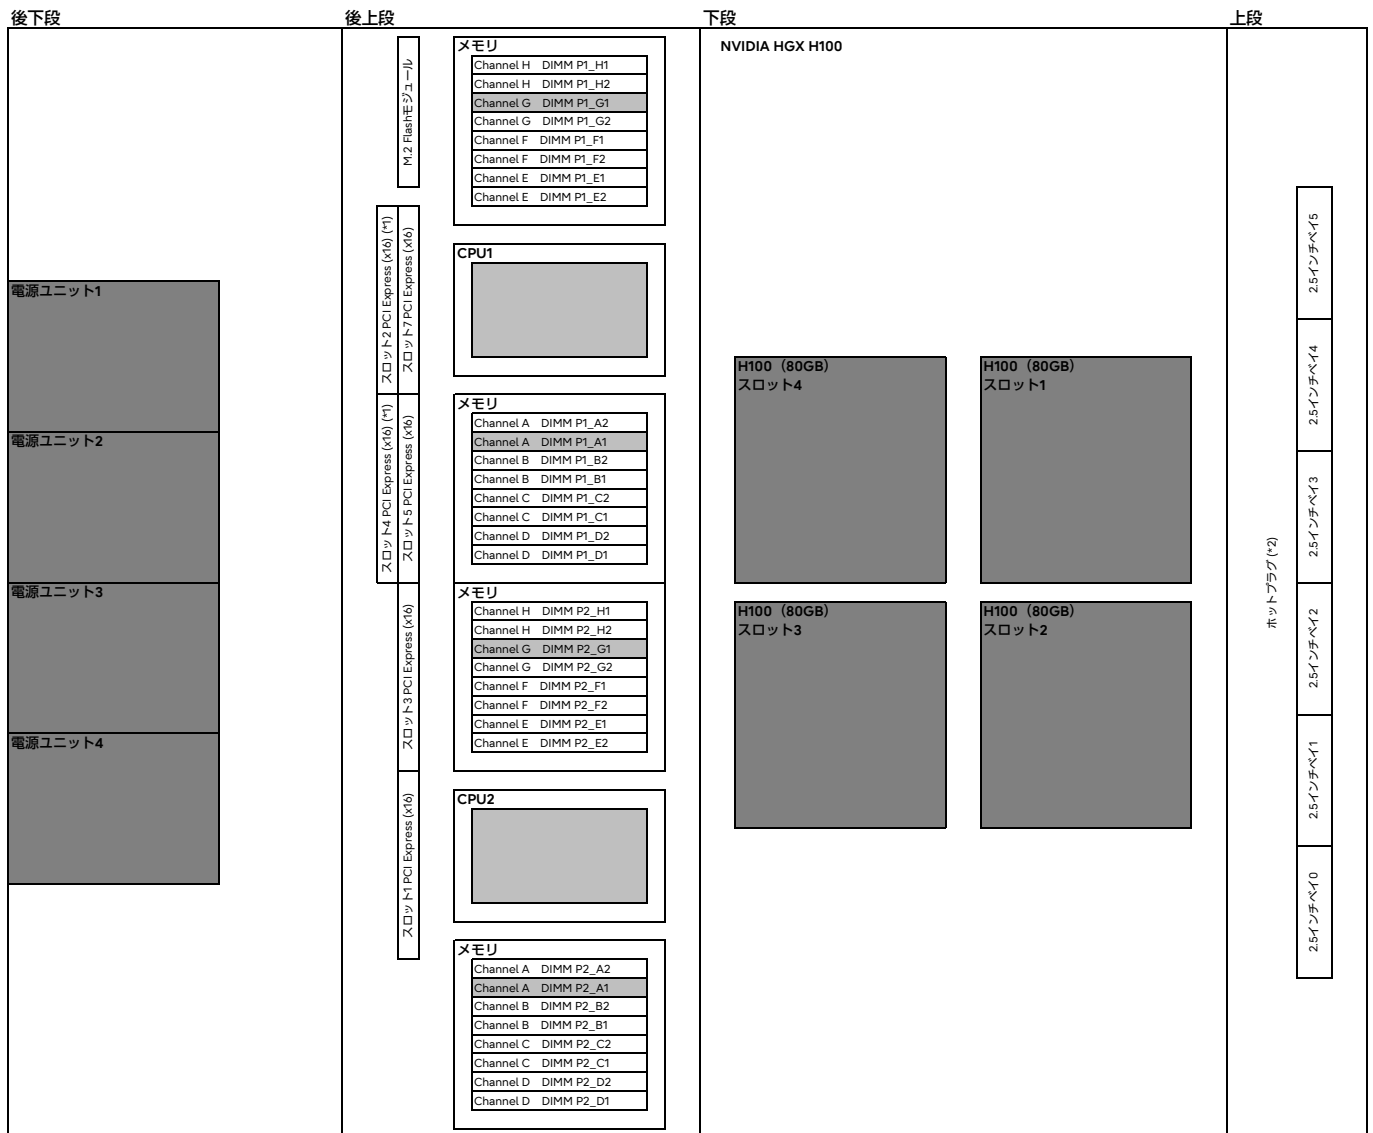 後下段
後上段
下段
上段
電源ユニット1
電源ユニット2
電源ユニット3
電源ユニット4
M.2 Flashモジュール
スロット2 PCI Express (x16) (*1)
スロット7 PCI Express (x16)
スロット4 PCI Express (x16) (*1)
スロット5 PCI Express (x16)
スロット3 PCI Express (x16)
スロット1 PCI Express (x16)
メモリ
Channel H DIMM P1_H1
Channel H DIMM P1_H2
Channel G DIMM P1_G1
Channel G DIMM P1_G2
Channel F DIMM P1_F1
Channel F DIMM P1_F2
Channel E DIMM P1_E1
Channel E DIMM P1_E2
CPU1
メモリ
Channel A DIMM P1_A2
Channel A DIMM P1_A1
Channel B DIMM P1_B2
Channel B DIMM P1_B1
Channel C DIMM P1_C2
Channel C DIMM P1_C1
Channel D DIMM P1_D2
Channel D DIMM P1_D1
メモリ
Channel H DIMM P2_H1
Channel H DIMM P2_H2
Channel G DIMM P2_G1
Channel G DIMM P2_G2
Channel F DIMM P2_F1
Channel F DIMM P2_F2
Channel E DIMM P2_E1
Channel E DIMM P2_E2
CPU2
メモリ
Channel A DIMM P2_A2
Channel A DIMM P2_A1
Channel B DIMM P2_B2
Channel B DIMM P2_B1
Channel C DIMM P2_C2
Channel C DIMM P2_C1
Channel D DIMM P2_D2
Channel D DIMM P2_D1
NVIDIA HGX H100
H100（80GB）
スロット4
H100（80GB）
スロット1
H100（80GB）
スロット3
H100（80GB）
スロット2
ホットプラグ (*2)
2.5インチベイ5
2.5インチベイ4
2.5インチベイ3
2.5インチベイ2
2.5インチベイ1
2.5インチベイ0